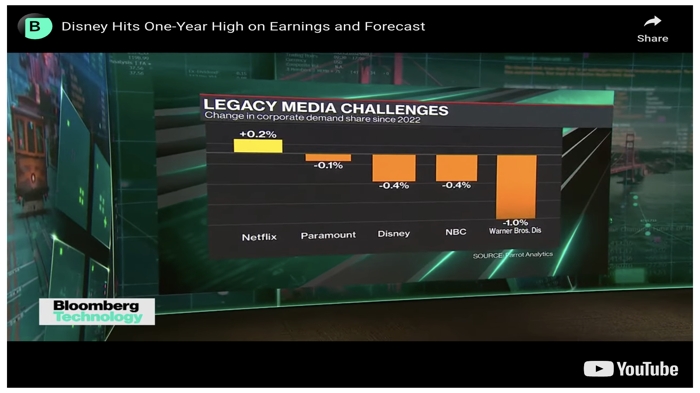 B
Disney Hits One-Year High on Earnings and Forecast
Share
LEGACY MEDIA CHALLENGES
Change in corporate demand share since 2022
+0.2%
-0.1%
-0.4%
-0.4%
-1.0%
Netflix
Paramount
Disney
NBC
Warner Bros. Dis
SOURCE: Parrot Analytics
Bloomberg
Technology
YouTube